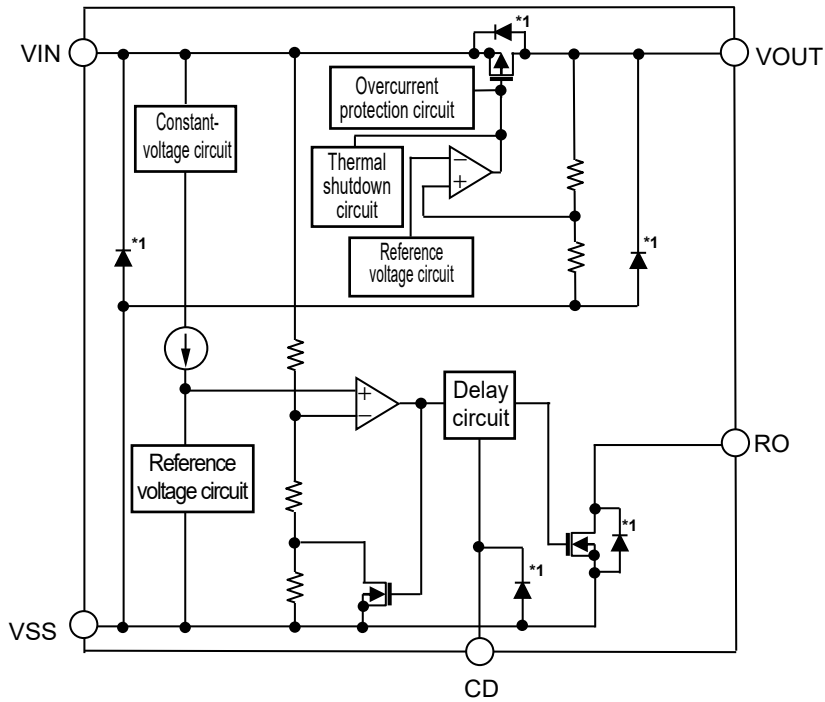 *1
VIN
VOUT
Overcurrent
protection circuit
Constant-
voltage circuit
Thermal
shutdown
circuit
−
+
Reference
voltage circuit
*1
*1
+
−
Delay
circuit
RO
Reference
voltage circuit
*1
*1
VSS
CD